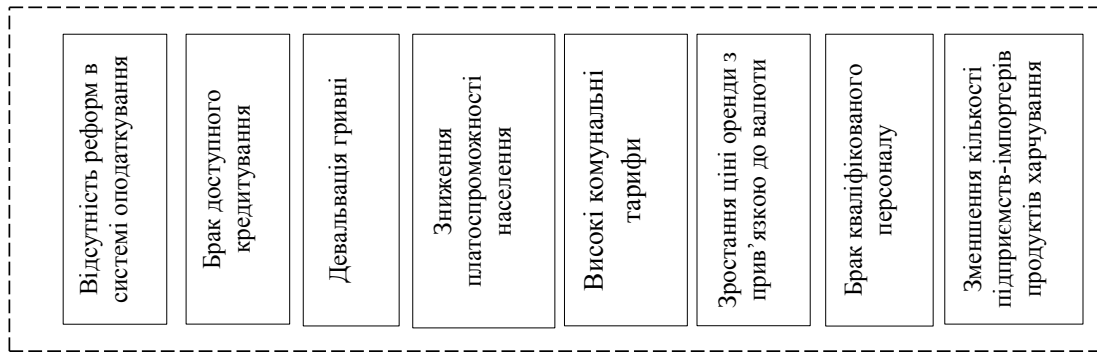 Відсутність реформ в
системі оподаткування
Брак доступного
кредитування
Девальвація гривні
Зниження
платоспроможності
населення
Високі комунальні
тарифи
Зростання ціні оренди з
прив’язкою до валюти
Брак кваліфікованого
персоналу
Зменшення кількості
підприємств-імпортерів
продуктів харчування